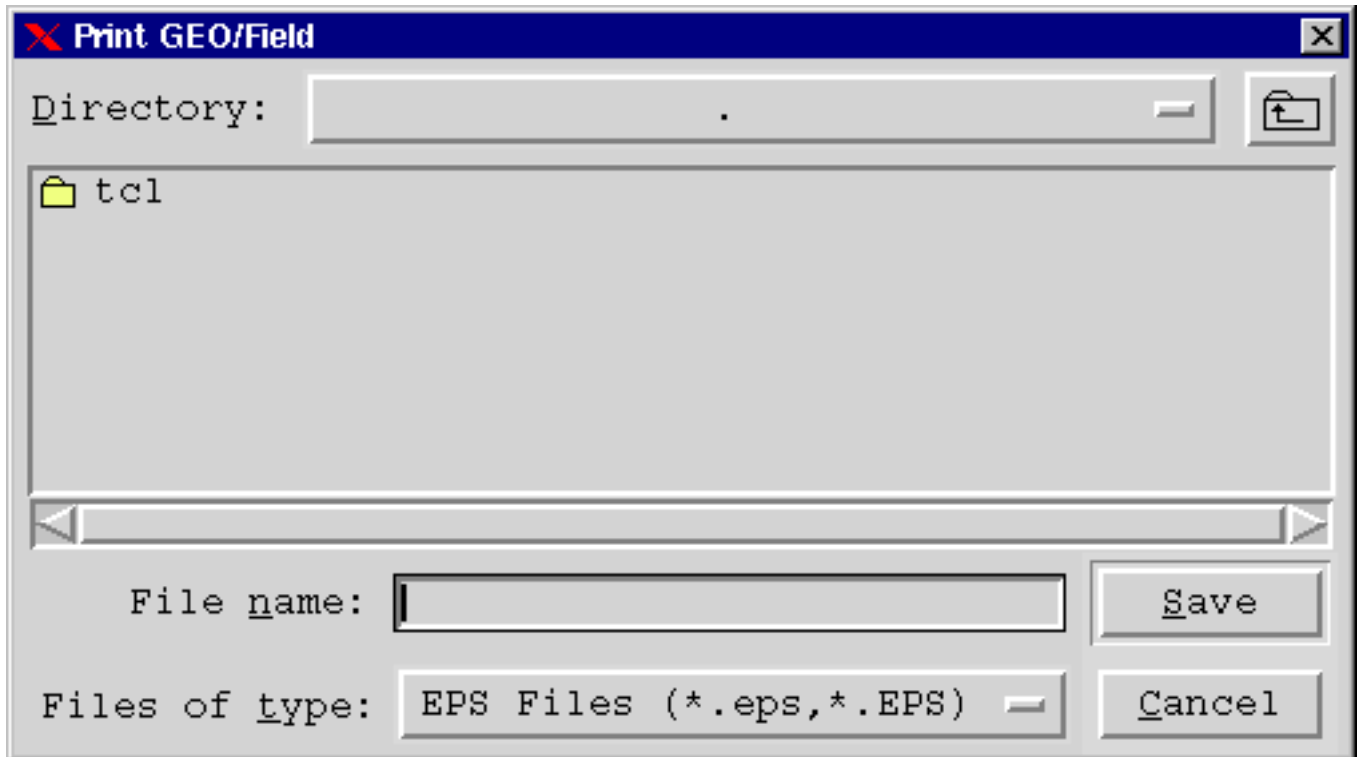 Print GEO/Field
Directory: .
tcl
File name: Save
Files of type: EPS Files (*.eps,*.EPS) Cancel